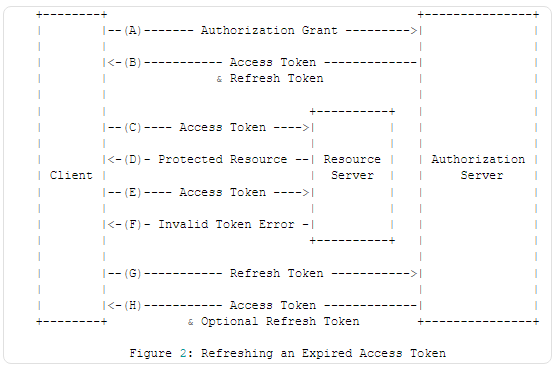 +--------+                                           +---------------+
|        |--(A)------- Authorization Grant --------->|               |
|        |                                           |               |
|        |<-(B)----------- Access Token -------------|               |
|        |               & Refresh Token             |               |
|        |                                           |               |
|        |                            +----------+   |               |
|        |--(C)---- Access Token ---->|          |   |               |
|        |                            |          |   |               |
|        |<-(D)- Protected Resource --| Resource |   | Authorization |
| Client |                            |  Server  |   |     Server    |
|        |--(E)---- Access Token ---->|          |   |               |
|        |                            |          |   |               |
|        |<-(F)- Invalid Token Error -|          |   |               |
|        |                            +----------+   |               |
|        |                                           |               |
|        |--(G)----------- Refresh Token ----------->|               |
|        |                                           |               |
|        |<-(H)----------- Access Token -------------|               |
+--------+           & Optional Refresh Token        +---------------+
Figure 2: Refreshing an Expired Access Token